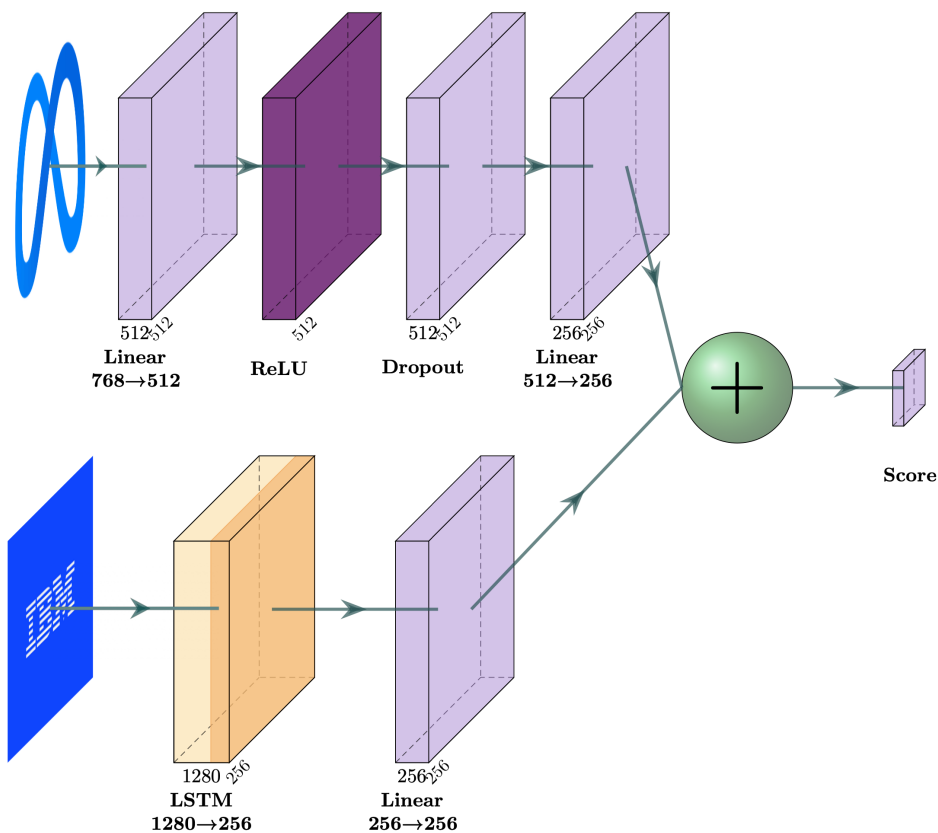 512 512
Linear
768→512
512
ReLU
512 512
Dropout
256 256
Linear
512→256
+
Score
IBM
1280 256
LSTM
1280→256
256 256
Linear
256→256